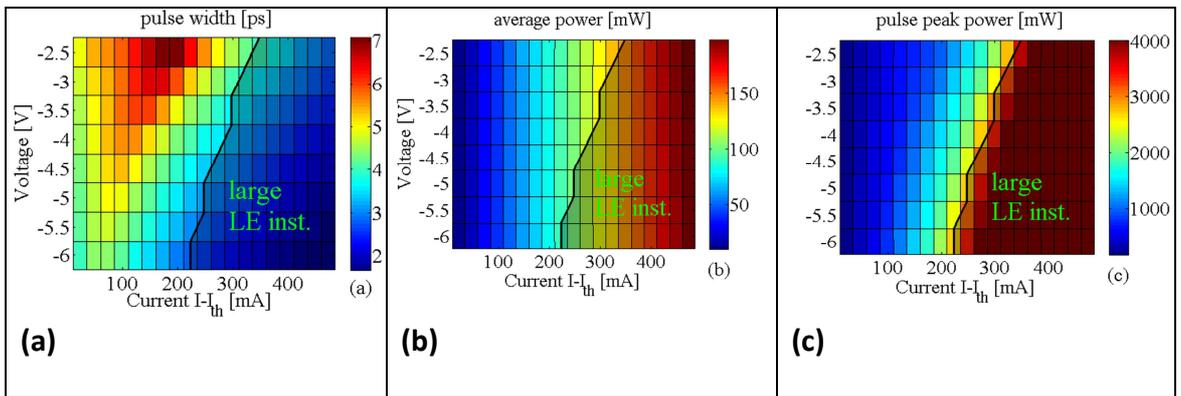 pulse width [ps]
-2.5
-3
-3.5
-4
-4.5
-5
-5.5
-6
Voltage [V]
100
200
300
400
Current I-Ith [mA]
7
6
5
4
3
2
large
LE inst.
(a)
(a)
average power [mW]
-2.5
-3
-3.5
-4
-4.5
-5
-5.5
-6
Voltage [V]
100
200
300
400
Current I-Ith [mA]
150
100
50
large
LE inst.
(b)
(b)
pulse peak power [mW]
-2.5
-3
-3.5
-4
-4.5
-5
-5.5
-6
100
200
300
400
Current I-Ith [mA]
4000
3000
2000
1000
large
LE inst.
(c)
(c)